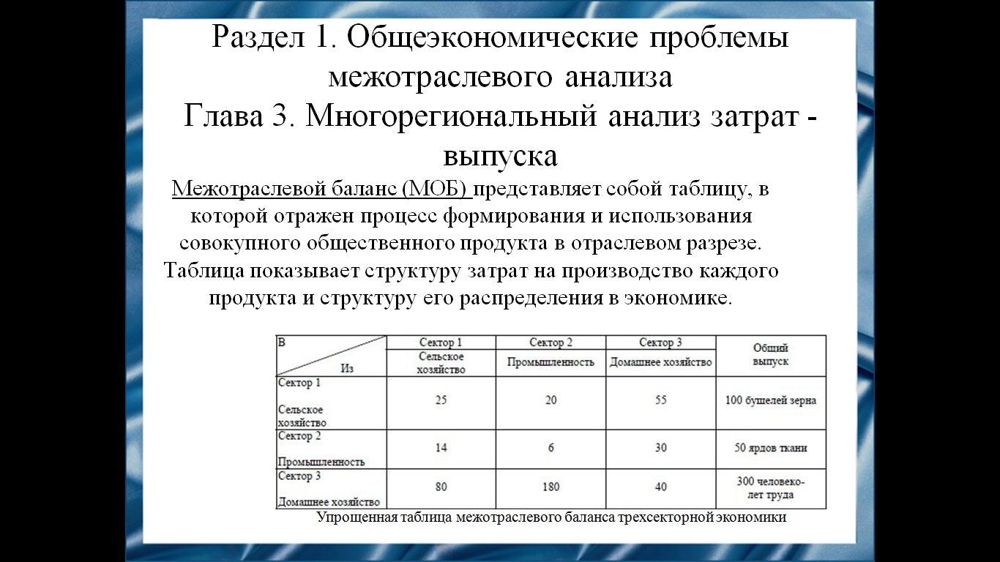 Раздел 1. Общеэкономические проблемы
межотраслевого анализа
Глава 3. Многорегиональный анализ затрат -
выпуска
Межотраслевой баланс (МОБ) представляет собой таблицу, в
которой отражен процесс формирования и использования
совокупного общественного продукта в отраслевом разрезе.
Таблица показывает структуру затрат на производство каждого
продукта и структуру его распределения в экономике.
В
Из
Сектор 1
Сельское
хозяйство
Сектор 2
Промышленность
Сектор 3
Домашнее хозяйство
Общий
выпуск
Сектор 1
Сельское
хозяйство
25
20
55
100 бушелей зерна
Сектор 2
Промышленность
14
6
30
50 ярдов ткани
Сектор 3
Домашнее хозяйство
80
180
40
300 человеко-
лет труда
Упрощенная таблица межотраслевого баланса трехсекторной экономики